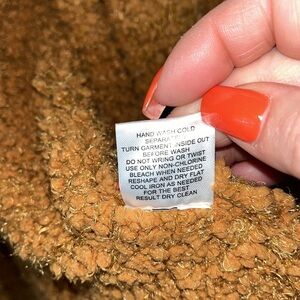 HAND WASH COLD
SEPARATELY
TURN GARMENT INSIDE OUT
BEFORE WASH
DO NOT WRING OR TWIST
USE ONLY NON-CHLORINE
BLEACH WHEN NEEDED
RESHAPE AND DRY FLAT
COOL IRON AS NEEDED
FOR THE BEST
RESULT DRY CLEAN